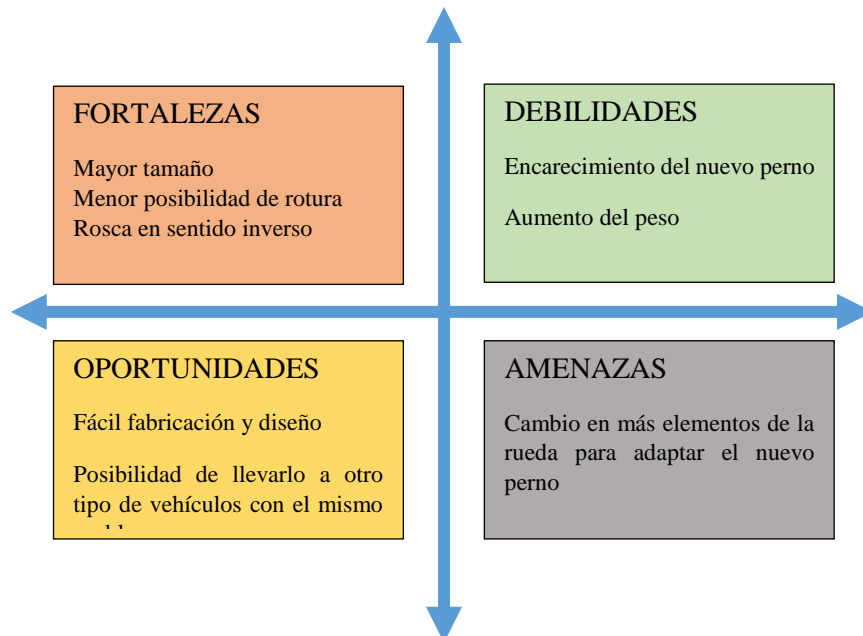 FORTALEZAS
Mayor tamaño
Menor posibilidad de rotura
Rosca en sentido inverso
DEBILIDADES
Encarecimiento del nuevo perno
Aumento del peso
OPORTUNIDADES
Fácil fabricación y diseño
Posibilidad de llevarlo a otro
tipo de vehículos con el mismo
AMENAZAS
Cambio en más elementos de la
rueda para adaptar el nuevo
perno